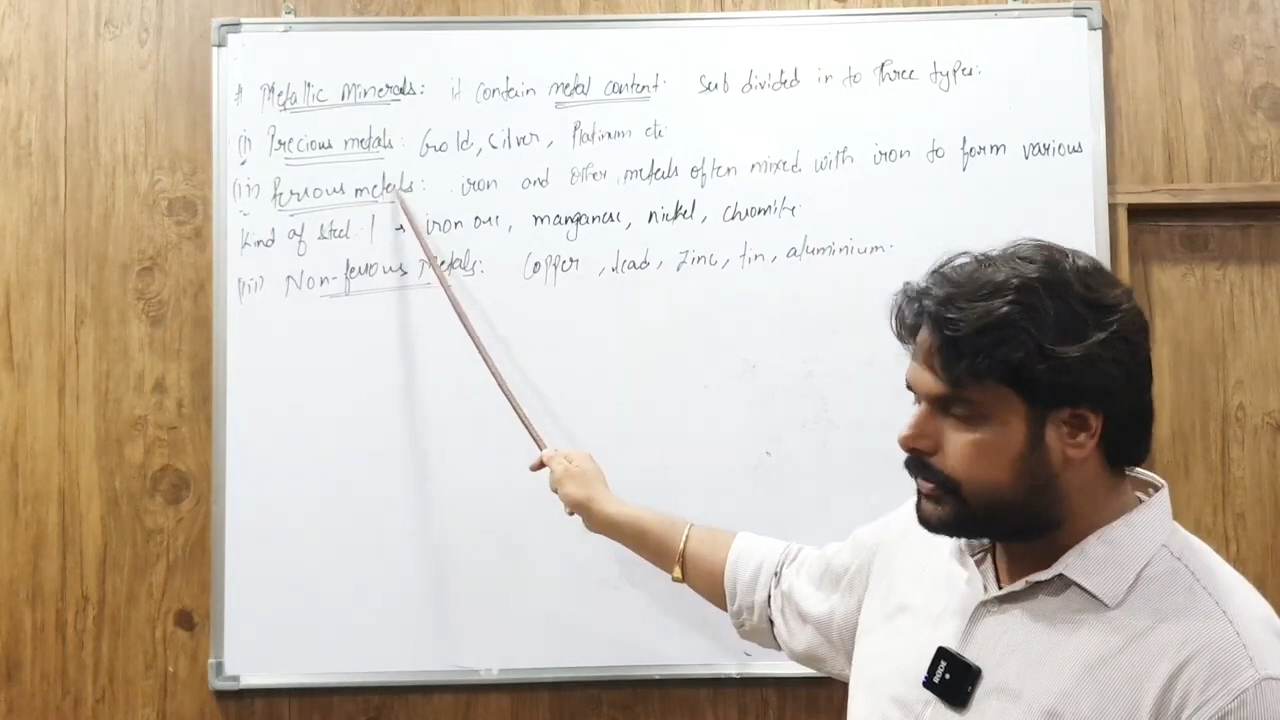 # Metallic Minerals: it contain metal content. Sub divided in to three types:
(i) Precious metals: Gold, Silver, Platinum etc
(ii) ferrous metals: iron and other metals often mixed with iron to form various
kind of steel. | → iron ore, manganese, nickel, chromite.
(iii) Non-ferrous Metals: Copper, lead, Zinc, tin, aluminium.
RODE